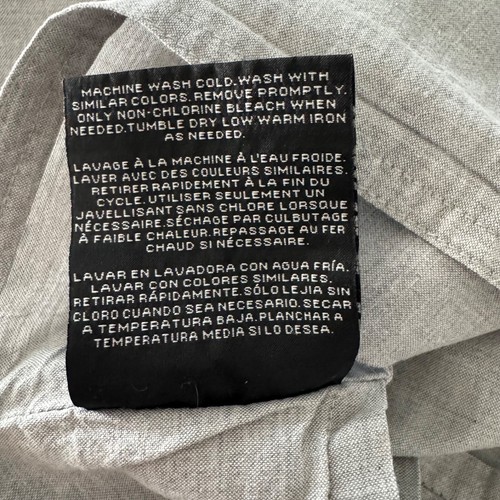 MACHINE WASH COLD.WASH WITH
SIMILAR COLORS.REMOVE PROMPTLY.
ONLY NON-CHLORINE BLEACH WHEN
NEEDED.TUMBLE DRY LOW.WARM IRON
AS NEEDED.
LAVAGE À LA MACHINE À L'EAU FROIDE.
LAVER AVEC DES COULEURS SIMILAIRES.
RETIRER RAPIDEMENT À LA FIN DU
CYCLE. UTILISER SEULEMENT UN
JAVELLISANT SANS CHLORE LORSQUE
NÉCESSAIRE.SÉCHAGE PAR CULBUTAGE
À FAIBLE CHALEUR.REPASSAGE AU FER
CHAUD SI NÉCESSAIRE.
LAVAR EN LAVADORA CON AGUA FRÍA.
LAVAR CON COLORES SIMILARES.
RETIRAR RÁPIDAMENTE. SÓLO LEJIA SIN
CLORO CUANDO SEA NECESARIO. SECAR
A TEMPERATURA BAJA.PLANCHAR A
TEMPERATURA MEDIA SI LO DESEA.